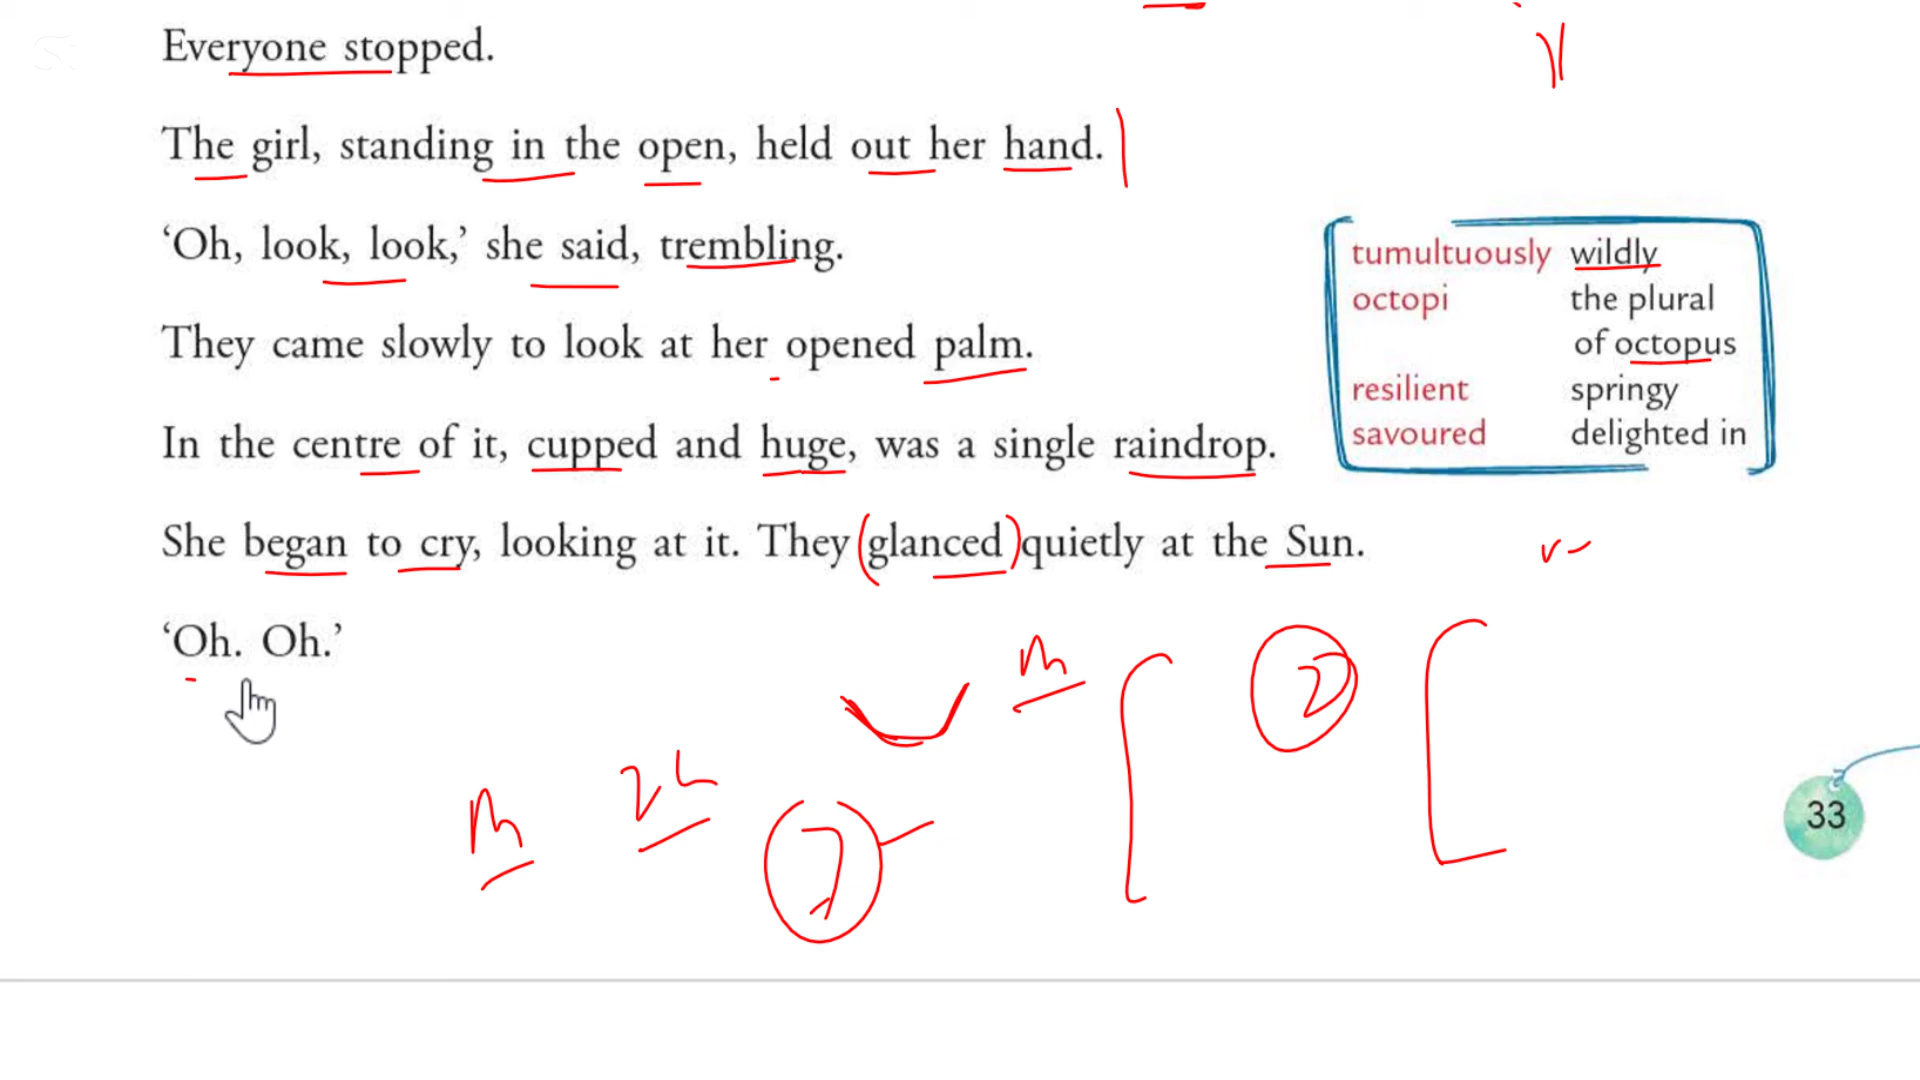 Everyone stopped.
The girl, standing in the open, held out her hand.
‘Oh, look, look,’ she said, trembling.
They came slowly to look at her opened palm.
In the centre of it, cupped and huge, was a single raindrop.
She began to cry, looking at it. They (glanced) quietly at the Sun.
‘Oh. Oh.’
tumultuously wildly
octopi the plural
of octopus
resilient springy
savoured delighted in
33